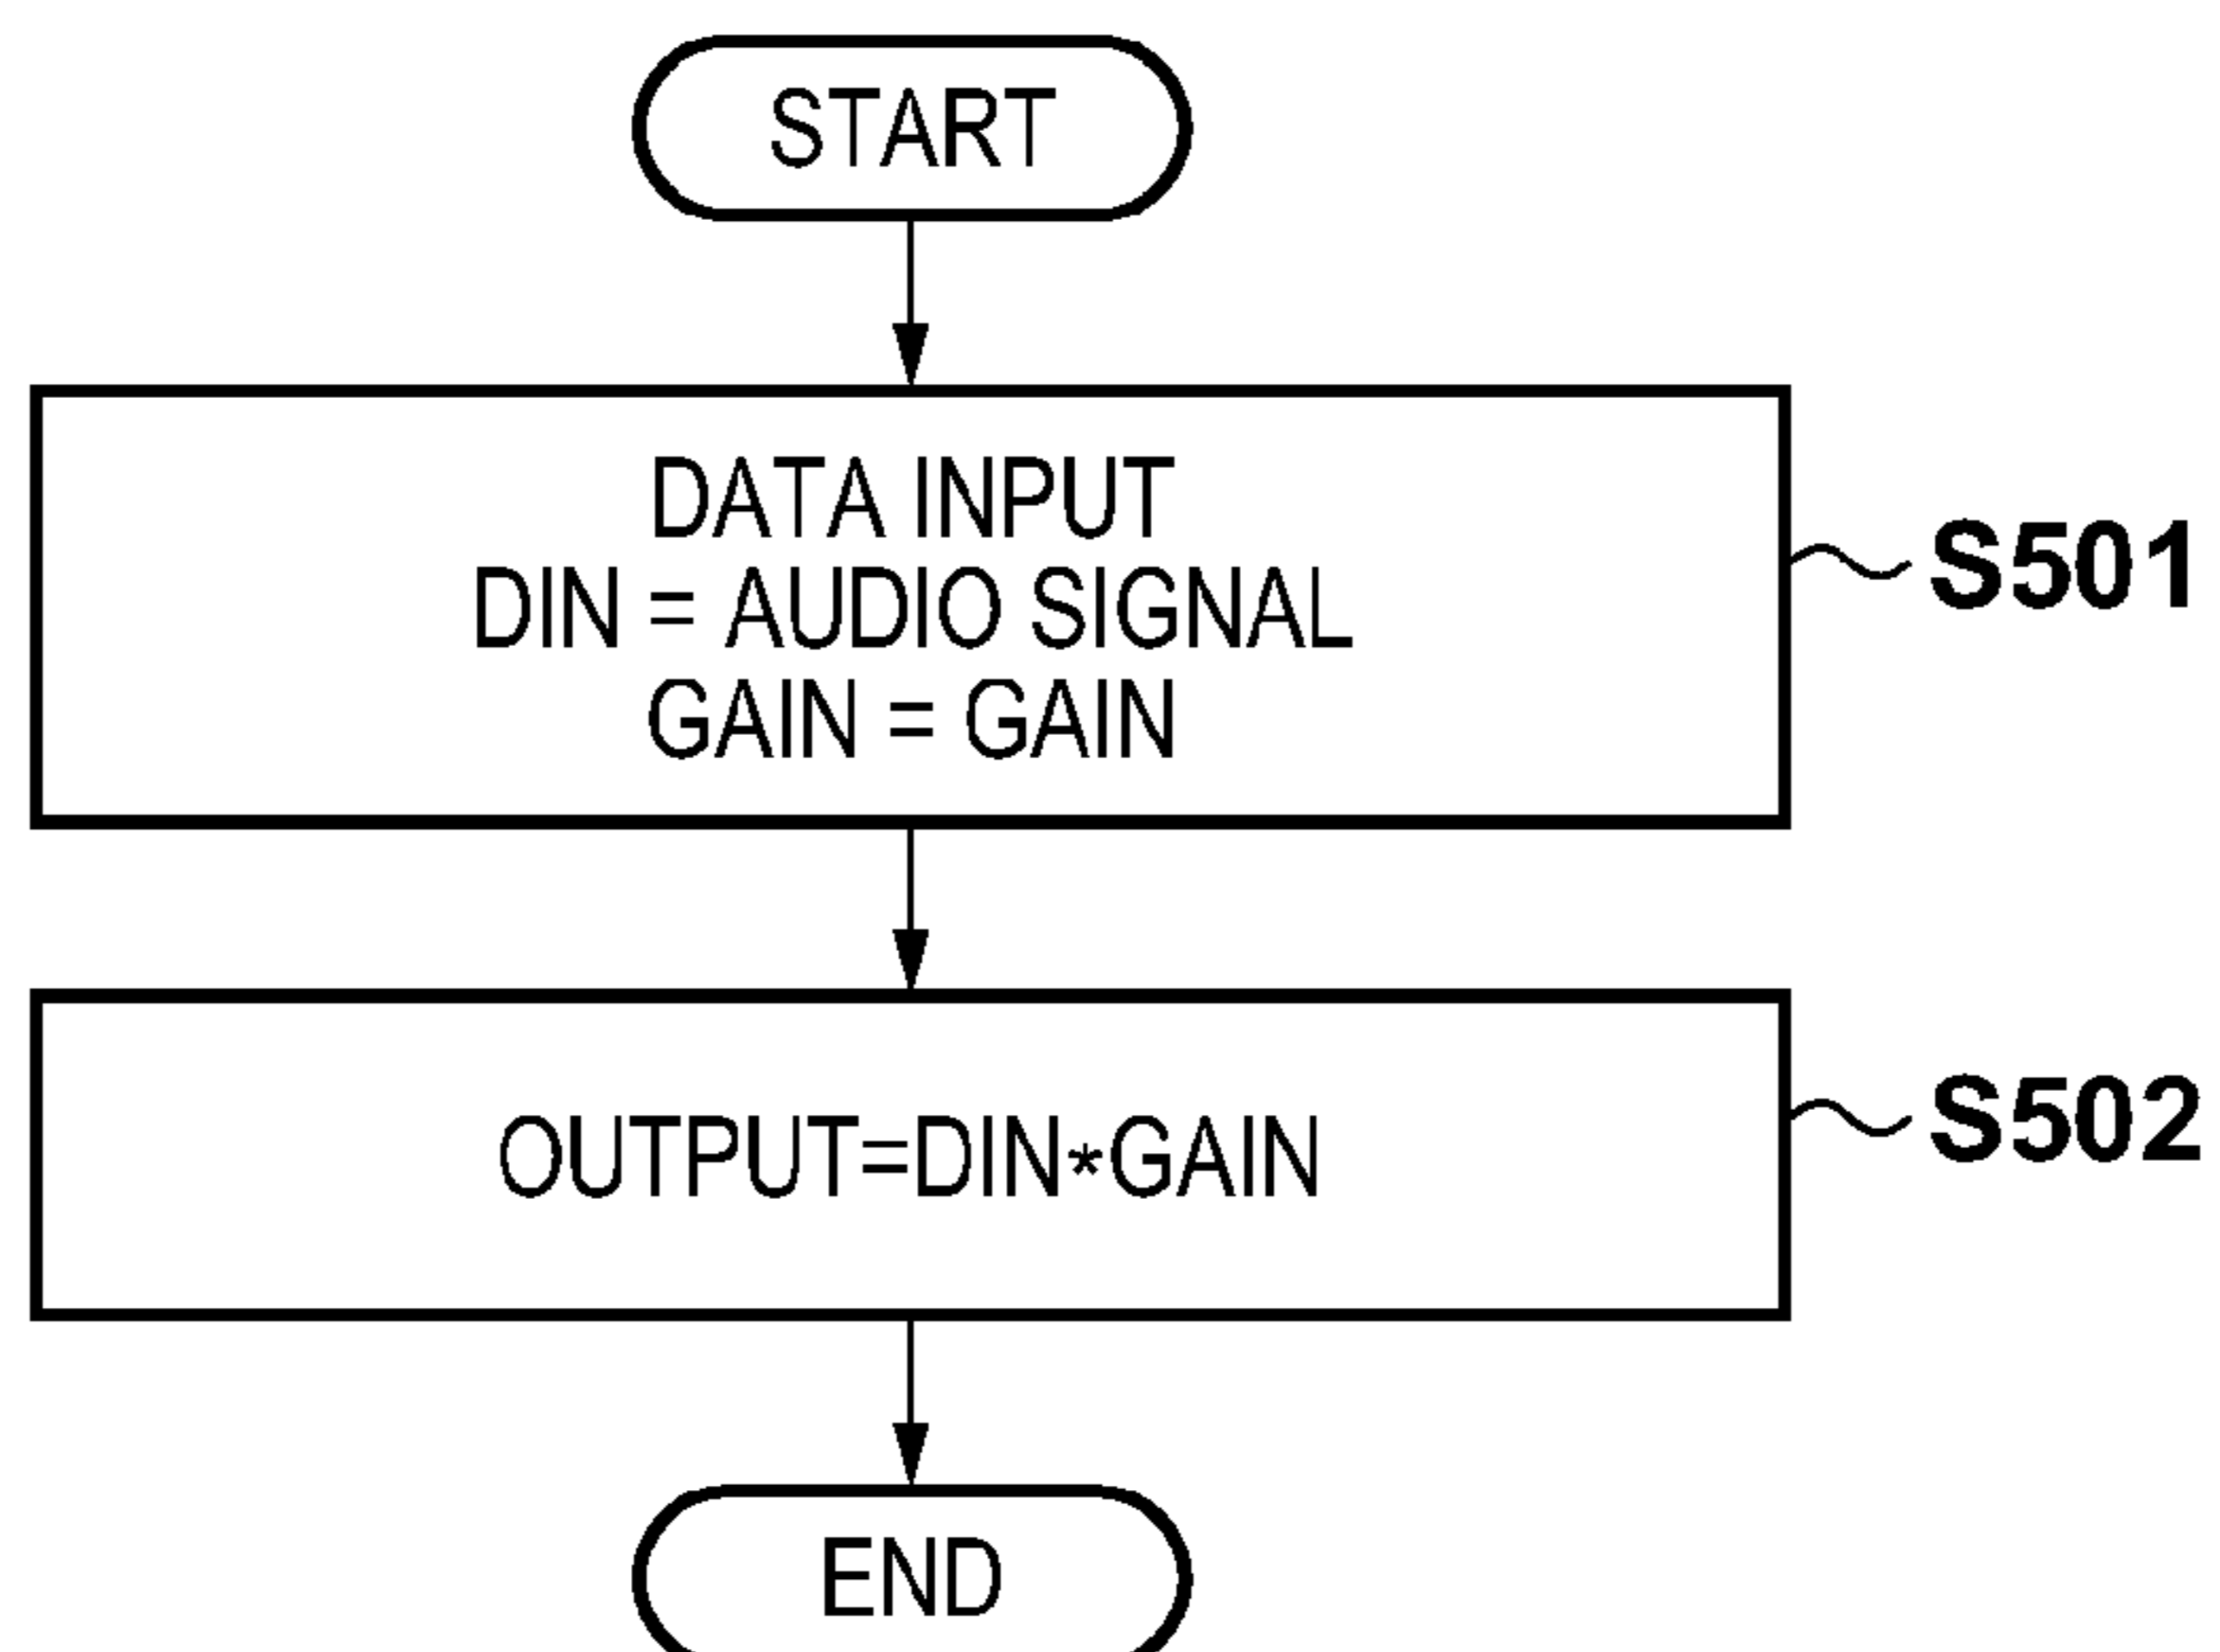 START
DATA INPUT
DIN = AUDIO SIGNAL
GAIN = GAIN
S501
OUTPUT=DIN*GAIN
S502
END